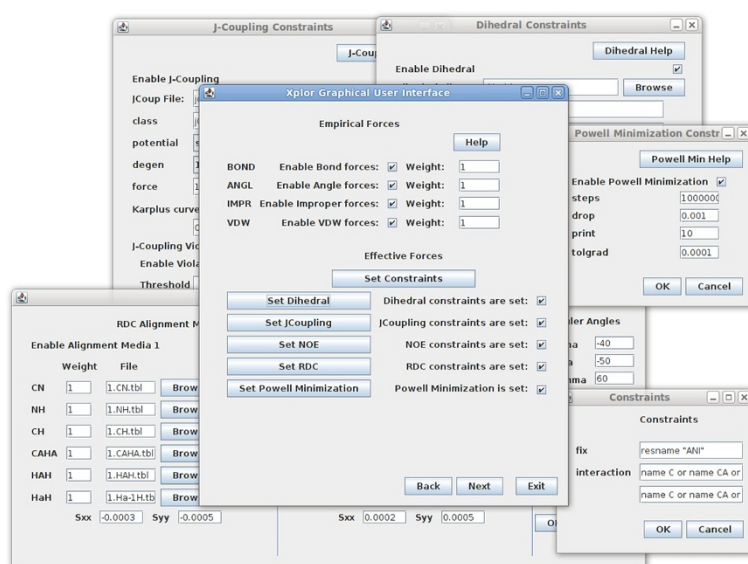 J-Coupling Constraints
Enable J-Coupling
JCoup File:
class
potential
degen
force
Karplus curve
Enable
Threshold
Dihedral Constraints
Dihedral Help
Enable Dihedral
Browse
Xplor Graphical User Interface
Empirical Forces
Help
BOND Enable Bond forces: Weight: 1
ANGL Enable Angle forces: Weight: 1
IMPR Enable Improper forces: Weight: 1
VDW Enable VDW forces: Weight: 1
Effective Forces
Set Constraints
Set Dihedral Dihedral constraints are set:
Set JCoupling JCoupling constraints are set:
Set NOE NOE constraints are set:
Set RDC RDC constraints are set:
Set Powell Minimization Powell Minimization is set:
Back Next Exit
Powell Minimization Constr
Powell Min Help
Enable Powell Minimization
steps 1000000
drop 0.001
print 10
tolgrad 0.0001
OK Cancel
RDC Alignment M
Enable Alignment Media 1
Weight File
CN 1 1.CN.tbl Brow
NH 1 1.NH.tbl Brow
CH 1 1.CH.tbl Brow
CAHA 1 1.CAHA.tbl Brow
HAH 1 1.HAH.tbl Brow
HaH 1 1.Ha-1H.tb Brow
Sxx -0.0003 Syy -0.0005
Sxx 0.0002 Syy 0.0005
Angles
-40
-50
60
Constraints
Constraints
fix resname "ANI"
interaction name C or name CA or
name C or name CA or
OK Cancel